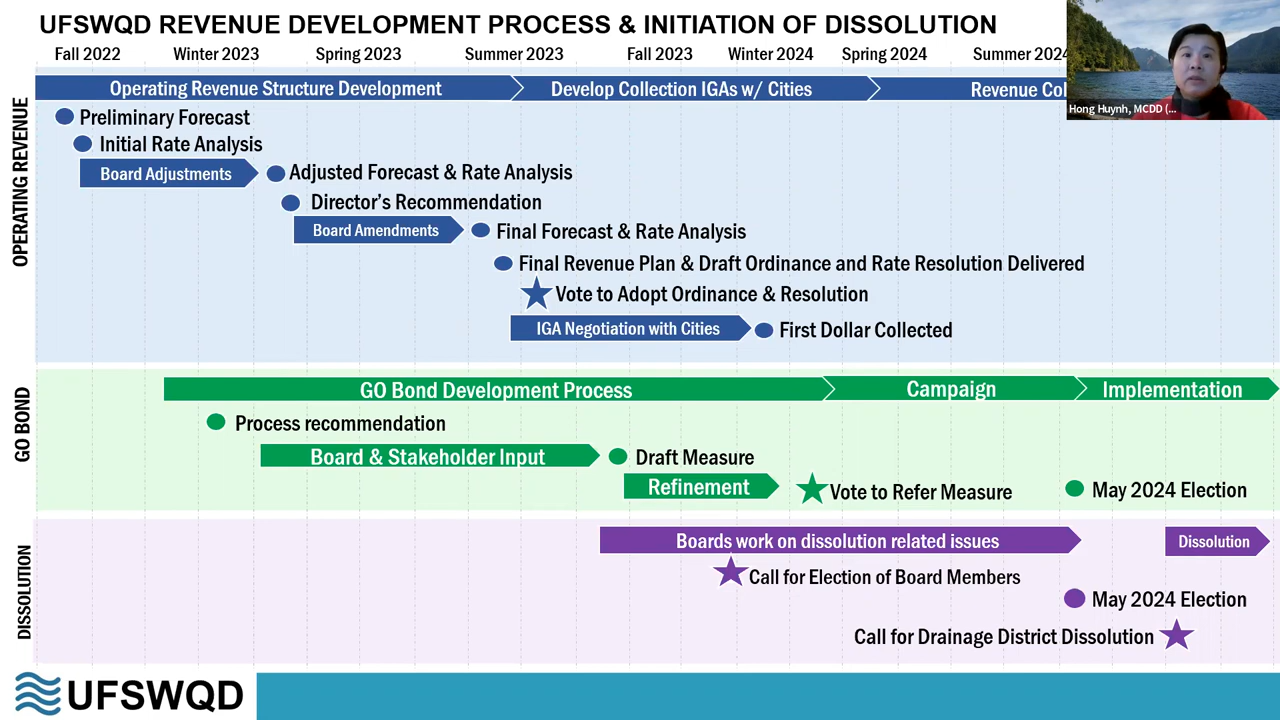 UFSWQD REVENUE DEVELOPMENT PROCESS & INITIATION OF DISSOLUTION
Fall 2022 Winter 2023 Spring 2023 Summer 2023 Fall 2023 Winter 2024 Spring 2024 Summer 2024
OPERATING REVENUE
Operating Revenue Structure Development Develop Collection IGAs w/ Cities Revenue Col
Hong Huynh, MCDD (...
Preliminary Forecast
Initial Rate Analysis
Board Adjustments Adjusted Forecast & Rate Analysis
Director's Recommendation
Board Amendments Final Forecast & Rate Analysis
Final Revenue Plan & Draft Ordinance and Rate Resolution Delivered
Vote to Adopt Ordinance & Resolution
IGA Negotiation with Cities First Dollar Collected
GO BOND
GO Bond Development Process Campaign Implementation
Process recommendation
Board & Stakeholder Input Draft Measure
Refinement Vote to Refer Measure May 2024 Election
DISSOLUTION
Boards work on dissolution related issues Dissolution
Call for Election of Board Members
May 2024 Election
Call for Drainage District Dissolution
UFSWQD